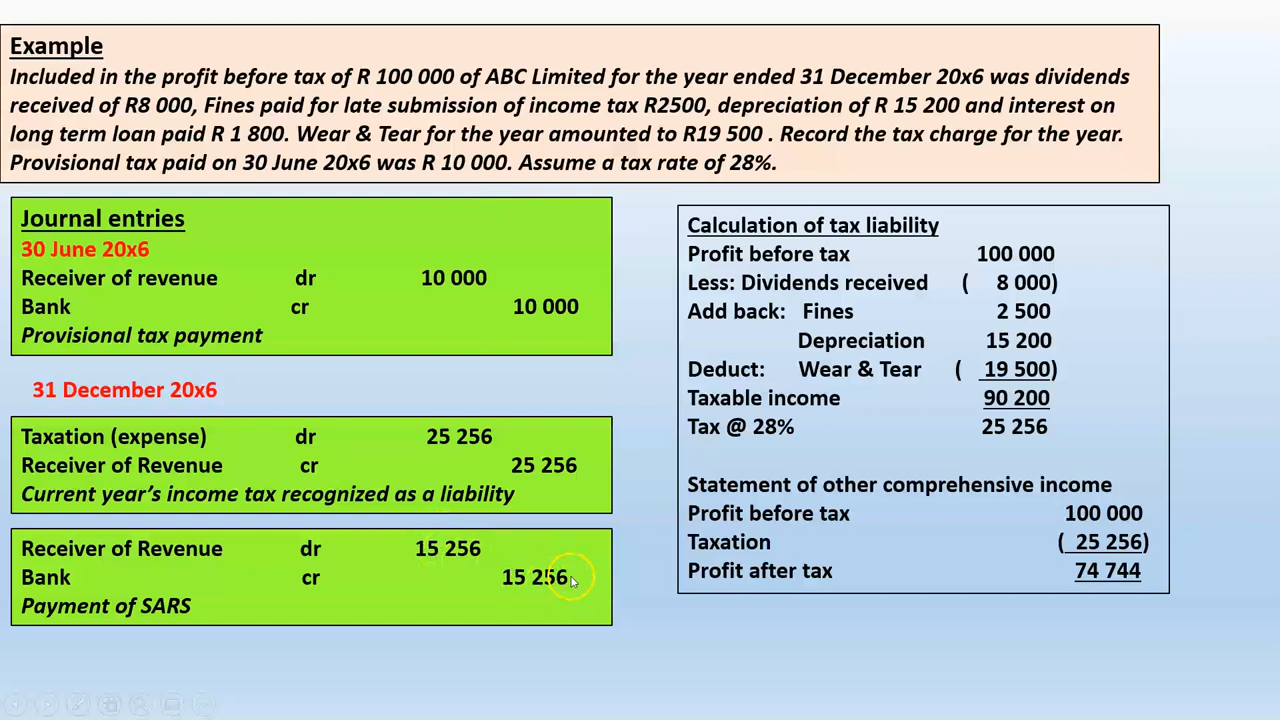 Example
Included in the profit before tax of R 100 000 of ABC Limited for the year ended 31 December 20x6 was dividends
received of R8 000, Fines paid for late submission of income tax R2500, depreciation of R 15 200 and interest on
long term loan paid R 1 800. Wear & Tear for the year amounted to R19 500 . Record the tax charge for the year.
Provisional tax paid on 30 June 20x6 was R 10 000. Assume a tax rate of 28%.
Journal entries
30 June 20x6
Receiver of revenue dr 10 000
Bank cr 10 000
Provisional tax payment
31 December 20x6
Taxation (expense) dr 25 256
Receiver of Revenue cr 25 256
Current year's income tax recognized as a liability
Receiver of Revenue dr 15 256
Bank cr 15 256
Payment of SARS
Calculation of tax liability
Profit before tax 100 000
Less: Dividends received ( 8 000)
Add back: Fines 2 500
Depreciation 15 200
Deduct: Wear & Tear ( 19 500)
Taxable income 90 200
Tax @ 28% 25 256
Statement of other comprehensive income
Profit before tax 100 000
Taxation ( 25 256)
Profit after tax 74 744